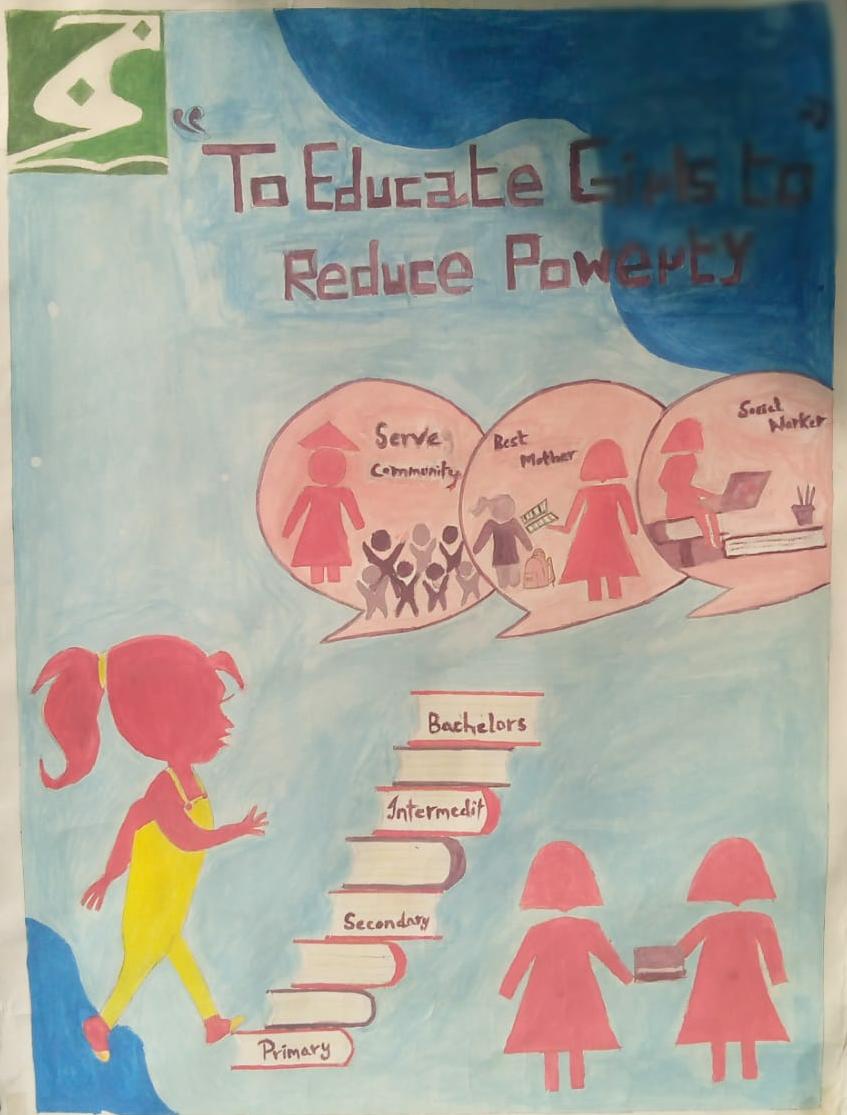 "To Educate Girls to"
Reduce Powerty
Serve
Community
Best
Mother
Social
Worker
Bachelors
Intermedit
Secondary
Primary